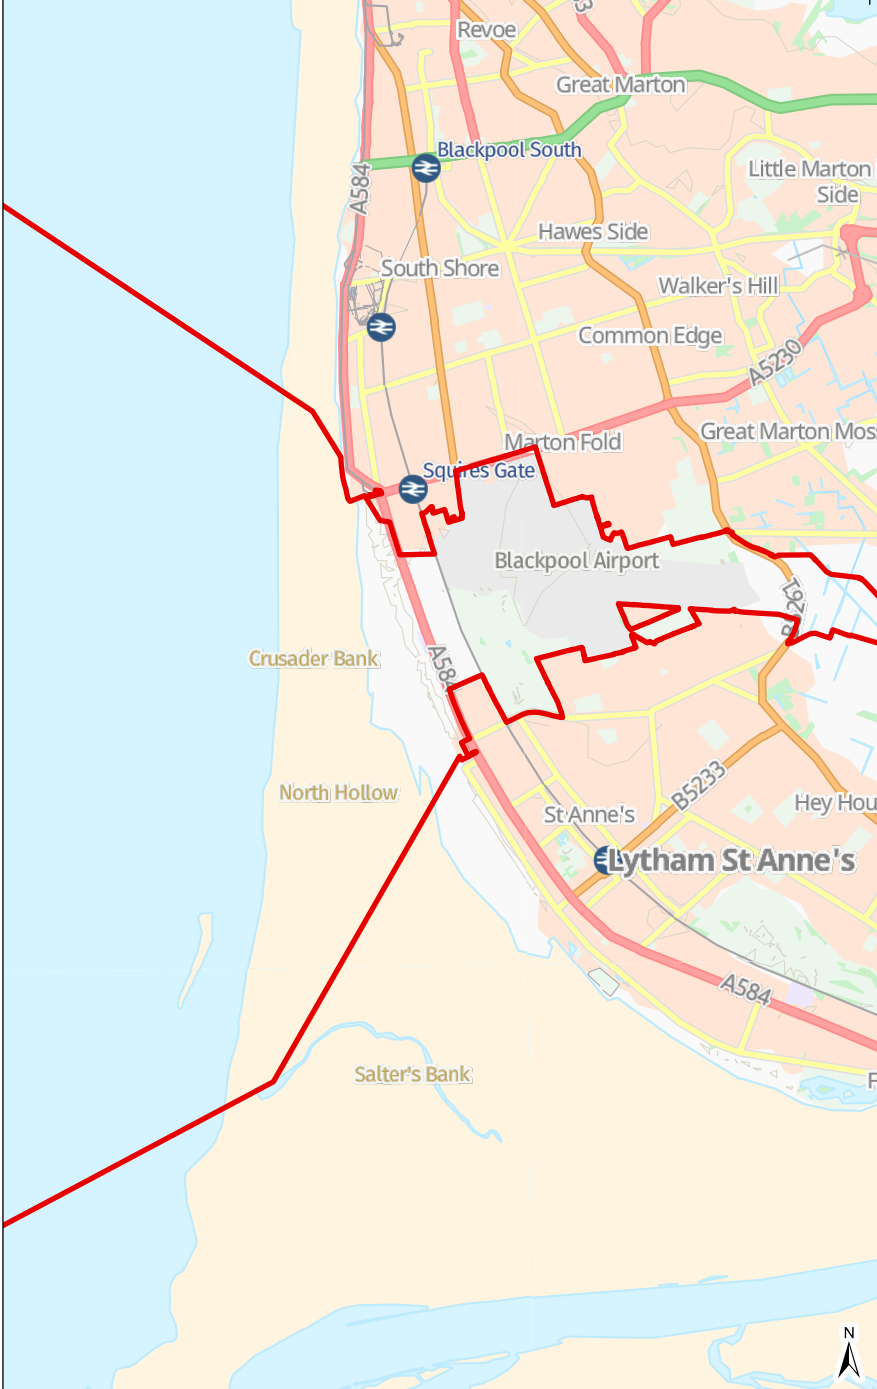 Revoe
Great Marton
Blackpool South
Little Marton
Side
A584
Hawes Side
South Shore
Walker's Hill
Common Edge
A5230
Great Marton Moss
Marton Fold
Squires Gate
Blackpool Airport
B5261
Crusader Bank
A584
North Hollow
B5233
Hey Hou
St Anne's
Lytham St Anne's
A584
Salter's Bank
F
N